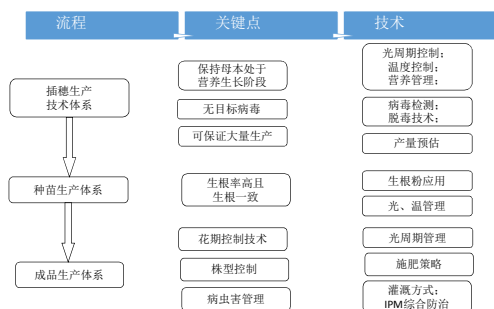 流程
关键点
技术
插穗生产
技术体系
保持母本处于
营养生长阶段
无目标病毒
可保证大量生产
光周期控制；
温度控制；
营养管理；
病毒检测；
脱毒技术；
产量预估
种苗生产体系
生根率高且
生根一致
生根粉应用
光、温管理
成品生产体系
花期控制技术
株型控制
病虫害管理
光周期管理
施肥策略
灌溉方式；
IPM综合防治